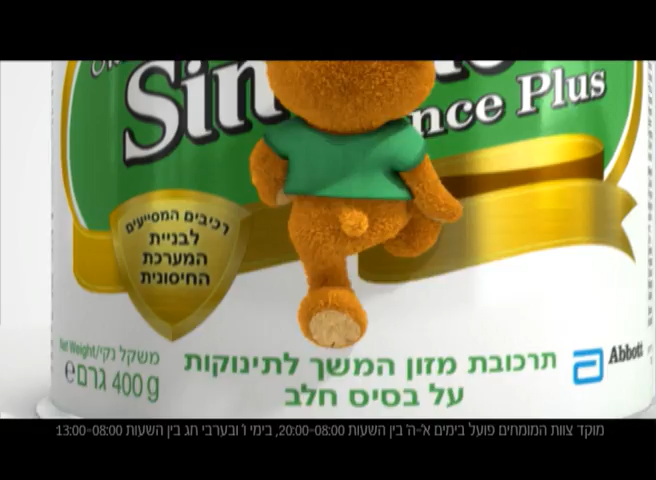 Sim
nce Plus
רכיבים המסייעים
לבניית
המערכת
החיסונית
Net Weight/משקל נקי
400 g גרם e
תרכובת מזון המשך לתינוקות
על בסיס חלב
Abbott
מוקד צוות המומחים פועל בימים א'-ה' בין השעות 20:00-08:00, בימי ו' ובערבי חג בין השעות 13:00-08:00